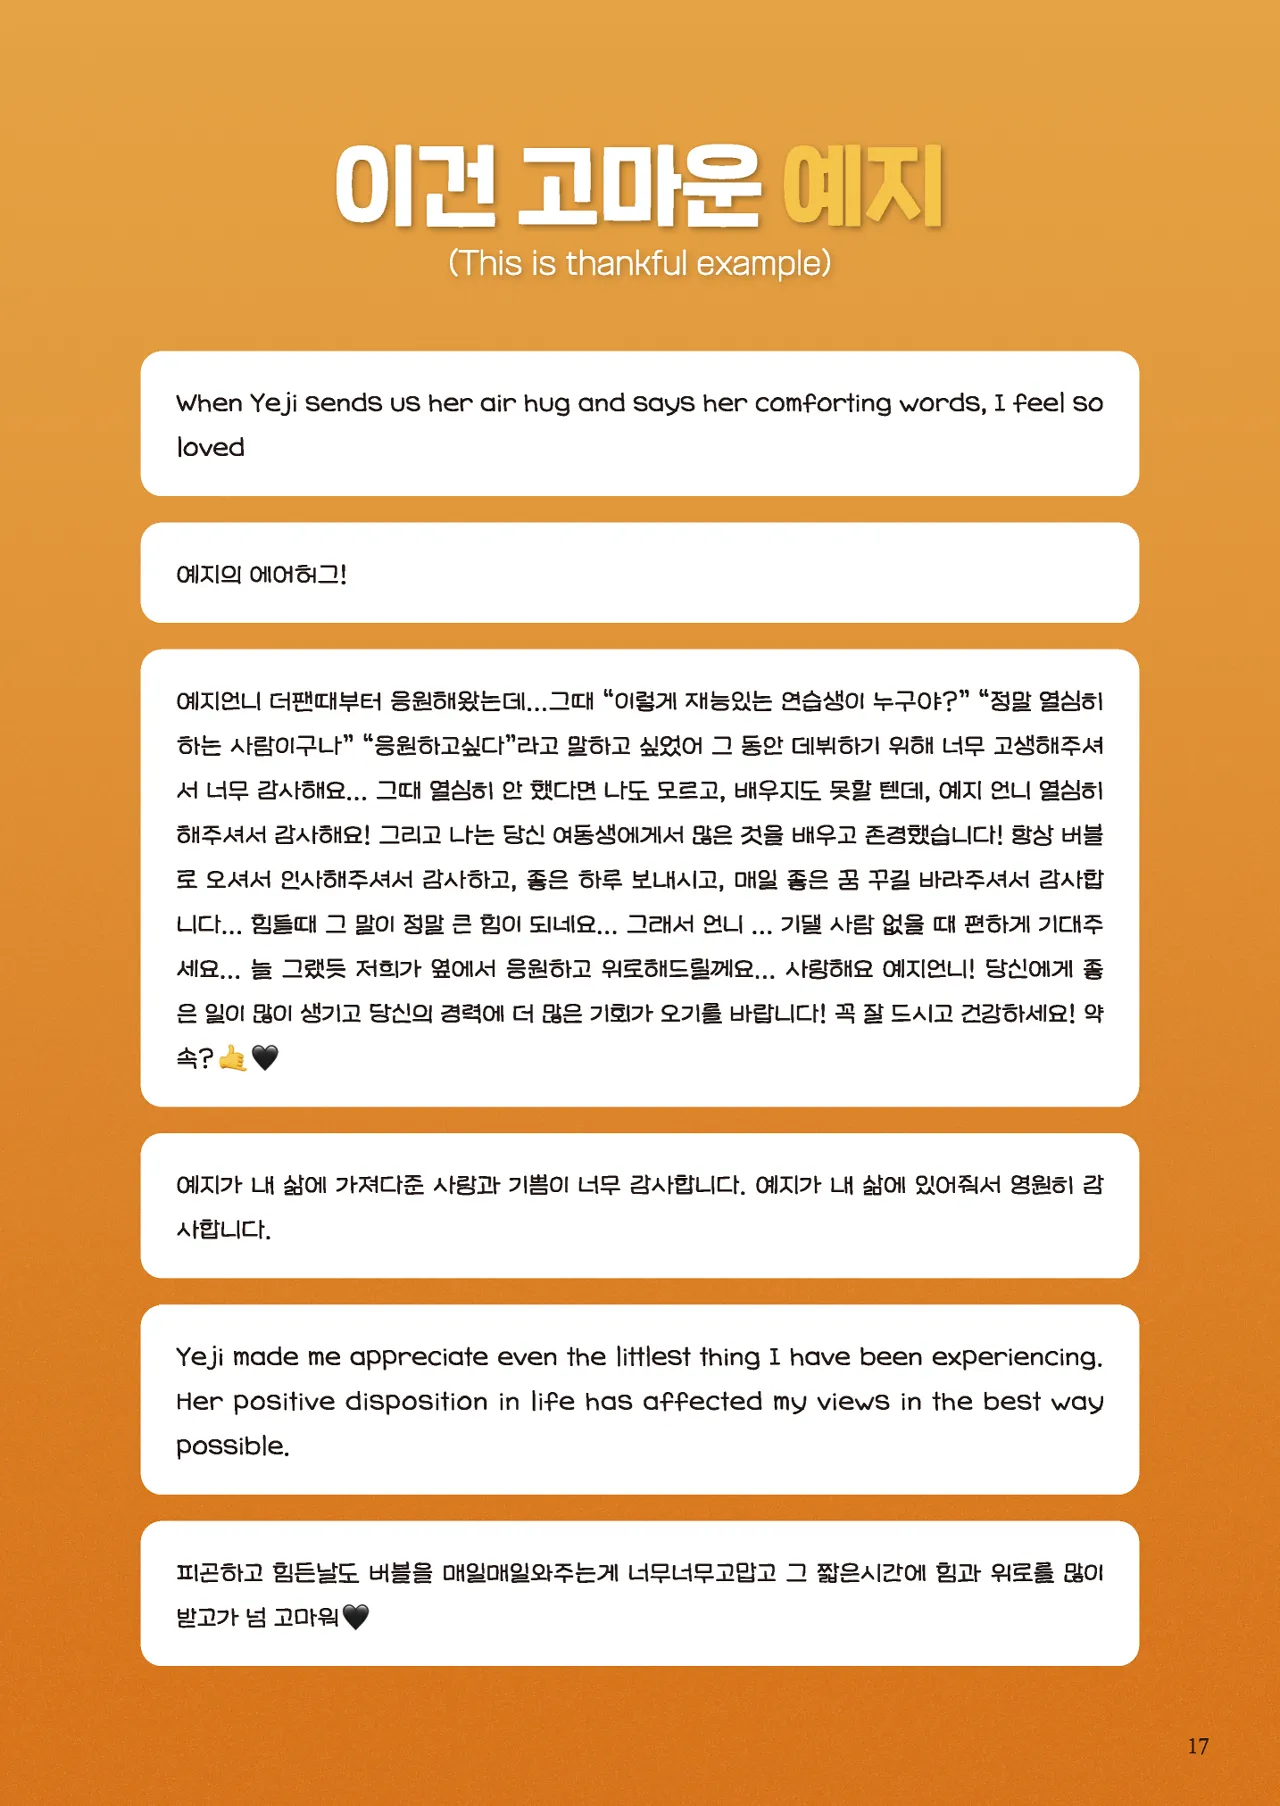 이건 고마운 예지
(This is thankful example)
When Yeji sends us her air hug and says her comforting words, I feel so
loved
예지의 에어허그!
예지언니 더팬때부터 응원해왔는데...그때 “이렇게 재능있는 연습생이 누구야?” “정말 열심히
하는 사람이구나” “응원하고싶다”라고 말하고 싶었어 그 동안 데뷔하기 위해 너무 고생해주셔
서 너무 감사해요... 그때 열심히 안 했다면 나도 모르고, 배우지도 못할 텐데, 예지 언니 열심히
해주셔서 감사해요! 그리고 나는 당신 여동생에게서 많은 것을 배우고 존경했습니다! 항상 버블
로 오셔서 인사해주셔서 감사하고, 좋은 하루 보내시고, 매일 좋은 꿈 꾸길 바라주셔서 감사합
니다... 힘들때 그 말이 정말 큰 힘이 되네요... 그래서 언니 ... 기댈 사람 없을 때 편하게 기대주
세요... 늘 그랬듯 저희가 옆에서 응원하고 위로해드릴께요... 사랑해요 예지언니! 당신에게 좋
은 일이 많이 생기고 당신의 경력에 더 많은 기회가 오기를 바랍니다! 꼭 잘 드시고 건강하세요! 약
속?🤙🖤
예지가 내 삶에 가져다준 사랑과 기쁨이 너무 감사합니다. 예지가 내 삶에 있어줘서 영원히 감
사합니다.
Yeji made me appreciate even the littlest thing I have been experiencing.
Her positive disposition in life has affected my views in the best way
possible.
피곤하고 힘든날도 버블을 매일매일와주는게 너무너무고맙고 그 짧은시간에 힘과 위로를 많이
받고가 넘 고마워🖤
17